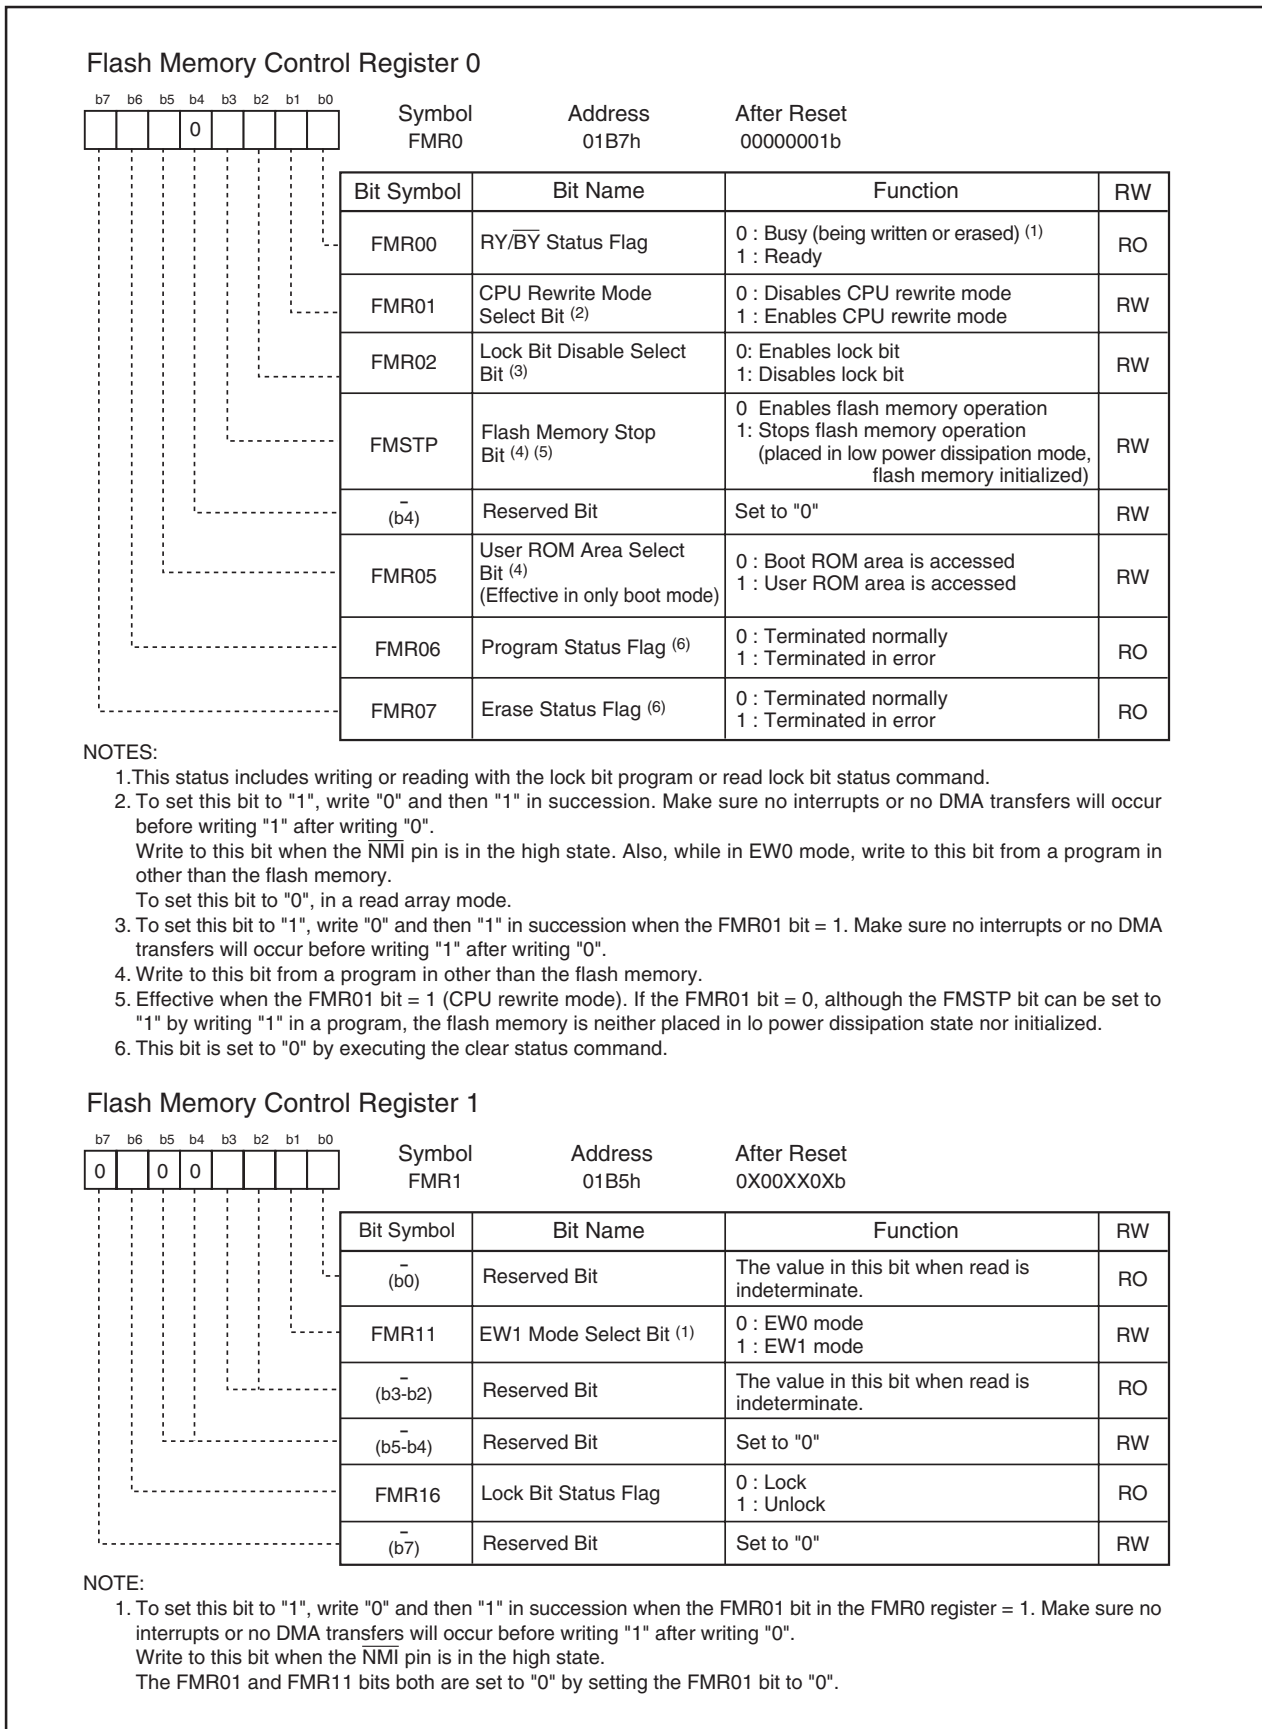 Flash Memory Control Register 0
b7 b6 b5 b4 b3 b2 b1 b0
0
Symbol Address After Reset
FMR0 01B7h 00000001b
Bit Symbol Bit Name Function RW
FMR00 RY/B̅Y̅ Status Flag 0 : Busy (being written or erased) (1) RO
1 : Ready
FMR01 CPU Rewrite Mode 0 : Disables CPU rewrite mode RW
Select Bit (2) 1 : Enables CPU rewrite mode
FMR02 Lock Bit Disable Select 0: Enables lock bit RW
Bit (3) 1: Disables lock bit
0 Enables flash memory operation
FMSTP Flash Memory Stop 1: Stops flash memory operation RW
Bit (4) (5) (placed in low power dissipation mode,
flash memory initialized)
– Reserved Bit Set to "0" RW
(b4)
User ROM Area Select
FMR05 Bit (4) 0 : Boot ROM area is accessed RW
(Effective in only boot mode) 1 : User ROM area is accessed
FMR06 Program Status Flag (6) 0 : Terminated normally RO
1 : Terminated in error
FMR07 Erase Status Flag (6) 0 : Terminated normally RO
1 : Terminated in error
NOTES:
1.This status includes writing or reading with the lock bit program or read lock bit status command.
2. To set this bit to "1", write "0" and then "1" in succession. Make sure no interrupts or no DMA transfers will occur
before writing "1" after writing "0".
Write to this bit when the N̅M̅I̅ pin is in the high state. Also, while in EW0 mode, write to this bit from a program in
other than the flash memory.
To set this bit to "0", in a read array mode.
3. To set this bit to "1", write "0" and then "1" in succession when the FMR01 bit = 1. Make sure no interrupts or no DMA
transfers will occur before writing "1" after writing "0".
4. Write to this bit from a program in other than the flash memory.
5. Effective when the FMR01 bit = 1 (CPU rewrite mode). If the FMR01 bit = 0, although the FMSTP bit can be set to
"1" by writing "1" in a program, the flash memory is neither placed in lo power dissipation state nor initialized.
6. This bit is set to "0" by executing the clear status command.
Flash Memory Control Register 1
b7 b6 b5 b4 b3 b2 b1 b0
0 0 0
Symbol Address After Reset
FMR1 01B5h 0X00XX0Xb
Bit Symbol Bit Name Function RW
– Reserved Bit The value in this bit when read is RO
(b0) indeterminate.
FMR11 EW1 Mode Select Bit (1) 0 : EW0 mode RW
1 : EW1 mode
– Reserved Bit The value in this bit when read is RO
(b3-b2) indeterminate.
– Reserved Bit Set to "0" RW
(b5-b4)
FMR16 Lock Bit Status Flag 0 : Lock RO
1 : Unlock
– Reserved Bit Set to "0" RW
(b7)
NOTE:
1. To set this bit to "1", write "0" and then "1" in succession when the FMR01 bit in the FMR0 register = 1. Make sure no
interrupts or no DMA transfers will occur before writing "1" after writing "0".
Write to this bit when the N̅M̅I̅ pin is in the high state.
The FMR01 and FMR11 bits both are set to "0" by setting the FMR01 bit to "0".